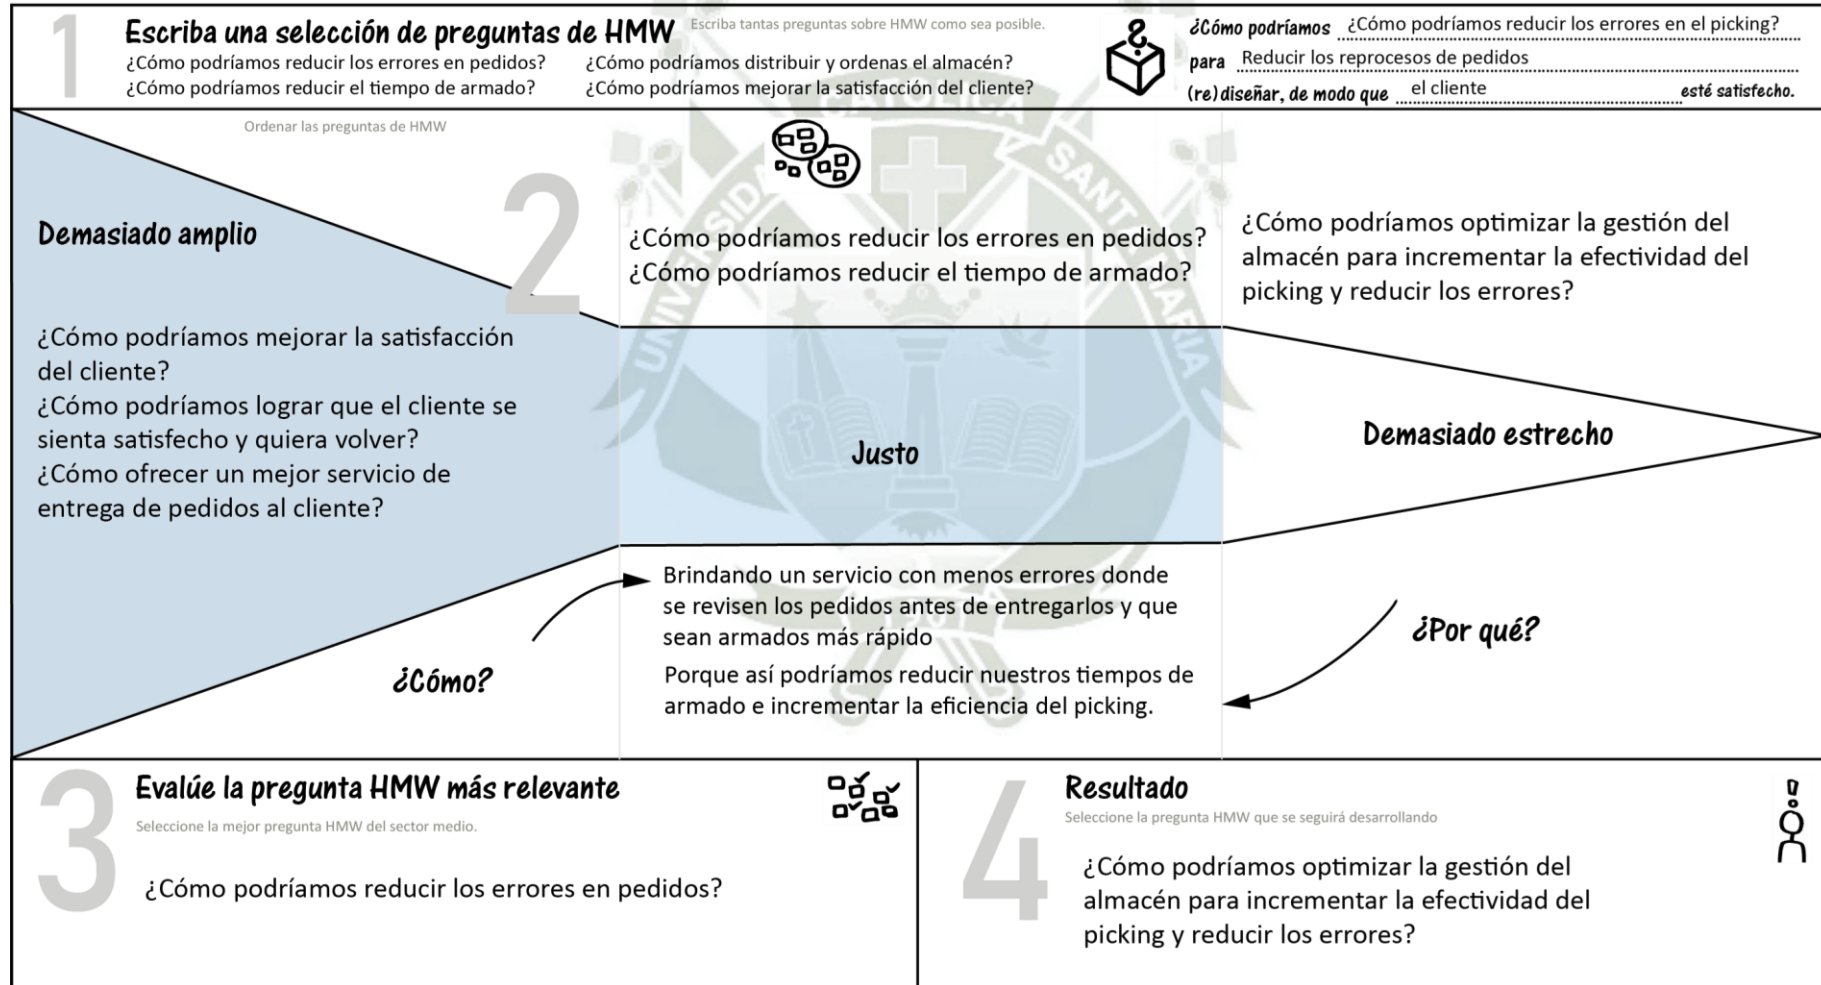 1
Escriba una selección de preguntas de HMW
Escriba tantas preguntas sobre HMW como sea posible.
¿Cómo podríamos reducir los errores en pedidos?
¿Cómo podríamos distribuir y ordenas el almacén?
¿Cómo podríamos reducir el tiempo de armado?
¿Cómo podríamos mejorar la satisfacción del cliente?
¿Cómo podríamos ¿Cómo podríamos reducir los errores en el picking?
para Reducir los reprocesos de pedidos
(re)diseñar, de modo que el cliente esté satisfecho.
Ordenar las preguntas de HMW
2
Demasiado amplio
¿Cómo podríamos mejorar la satisfacción
del cliente?
¿Cómo podríamos lograr que el cliente se
sienta satisfecho y quiera volver?
¿Cómo ofrecer un mejor servicio de
entrega de pedidos al cliente?
¿Cómo podríamos reducir los errores en pedidos?
¿Cómo podríamos reducir el tiempo de armado?
Justo
¿Cómo podríamos optimizar la gestión del
almacén para incrementar la efectividad del
picking y reducir los errores?
Demasiado estrecho
¿Cómo?
Brindando un servicio con menos errores donde
se revisen los pedidos antes de entregarlos y que
sean armados más rápido
Porque así podríamos reducir nuestros tiempos de
armado e incrementar la eficiencia del picking.
¿Por qué?
UNIVERSIDA
CATOLICA
SANTA MARIA
1961
3
Evalúe la pregunta HMW más relevante
Seleccione la mejor pregunta HMW del sector medio.
¿Cómo podríamos reducir los errores en pedidos?
4
Resultado
Seleccione la pregunta HMW que se seguirá desarrollando
¿Cómo podríamos optimizar la gestión del
almacén para incrementar la efectividad del
picking y reducir los errores?